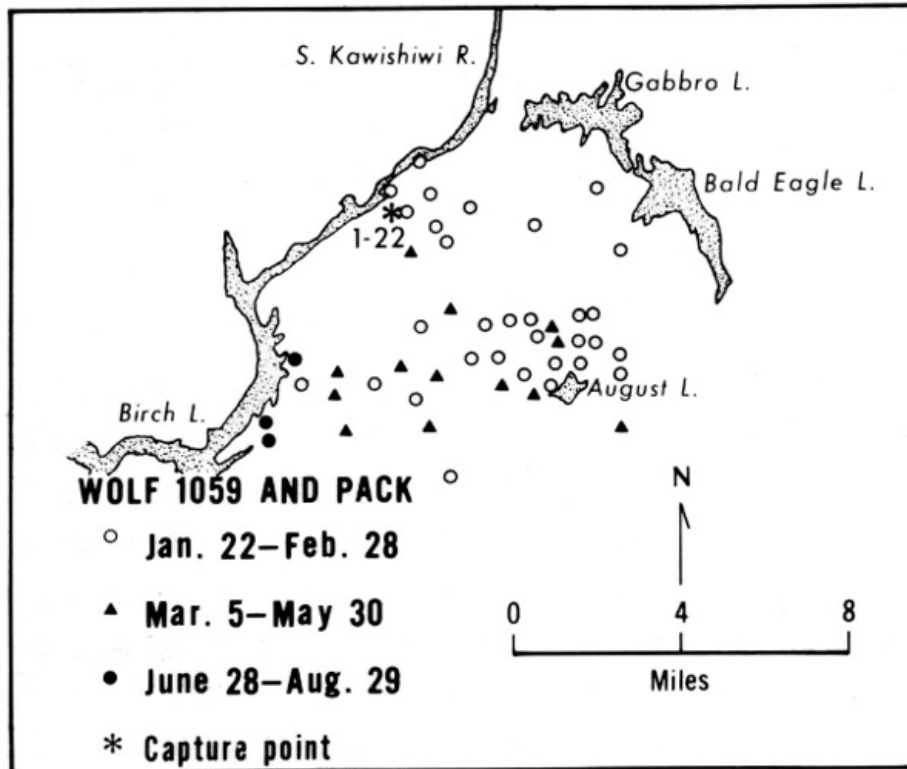 S. Kawishiwi R.
Gabbro L.
Bald Eagle L.
1-22
August L.
Birch L.
WOLF 1059 AND PACK
○ Jan. 22–Feb. 28
▲ Mar. 5–May 30
● June 28–Aug. 29
* Capture point
N
0 4 8
Miles